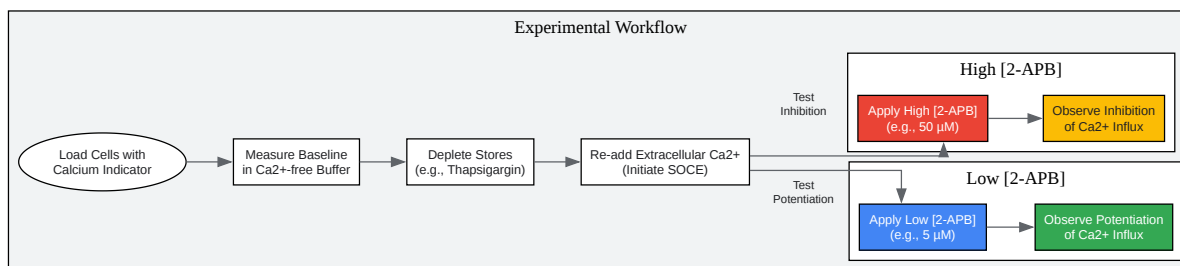 Experimental Workflow
Load Cells with
Calcium Indicator
Measure Baseline
in Ca2+-free Buffer
Deplete Stores
(e.g., Thapsigargin)
Re-add Extracellular Ca2+
(Initiate SOCE)
Test
Inhibition
High [2-APB]
Apply High [2-APB]
(e.g., 50 µM)
Observe Inhibition
of Ca2+ Influx
Test
Potentiation
Low [2-APB]
Apply Low [2-APB]
(e.g., 5 µM)
Observe Potentiation
of Ca2+ Influx